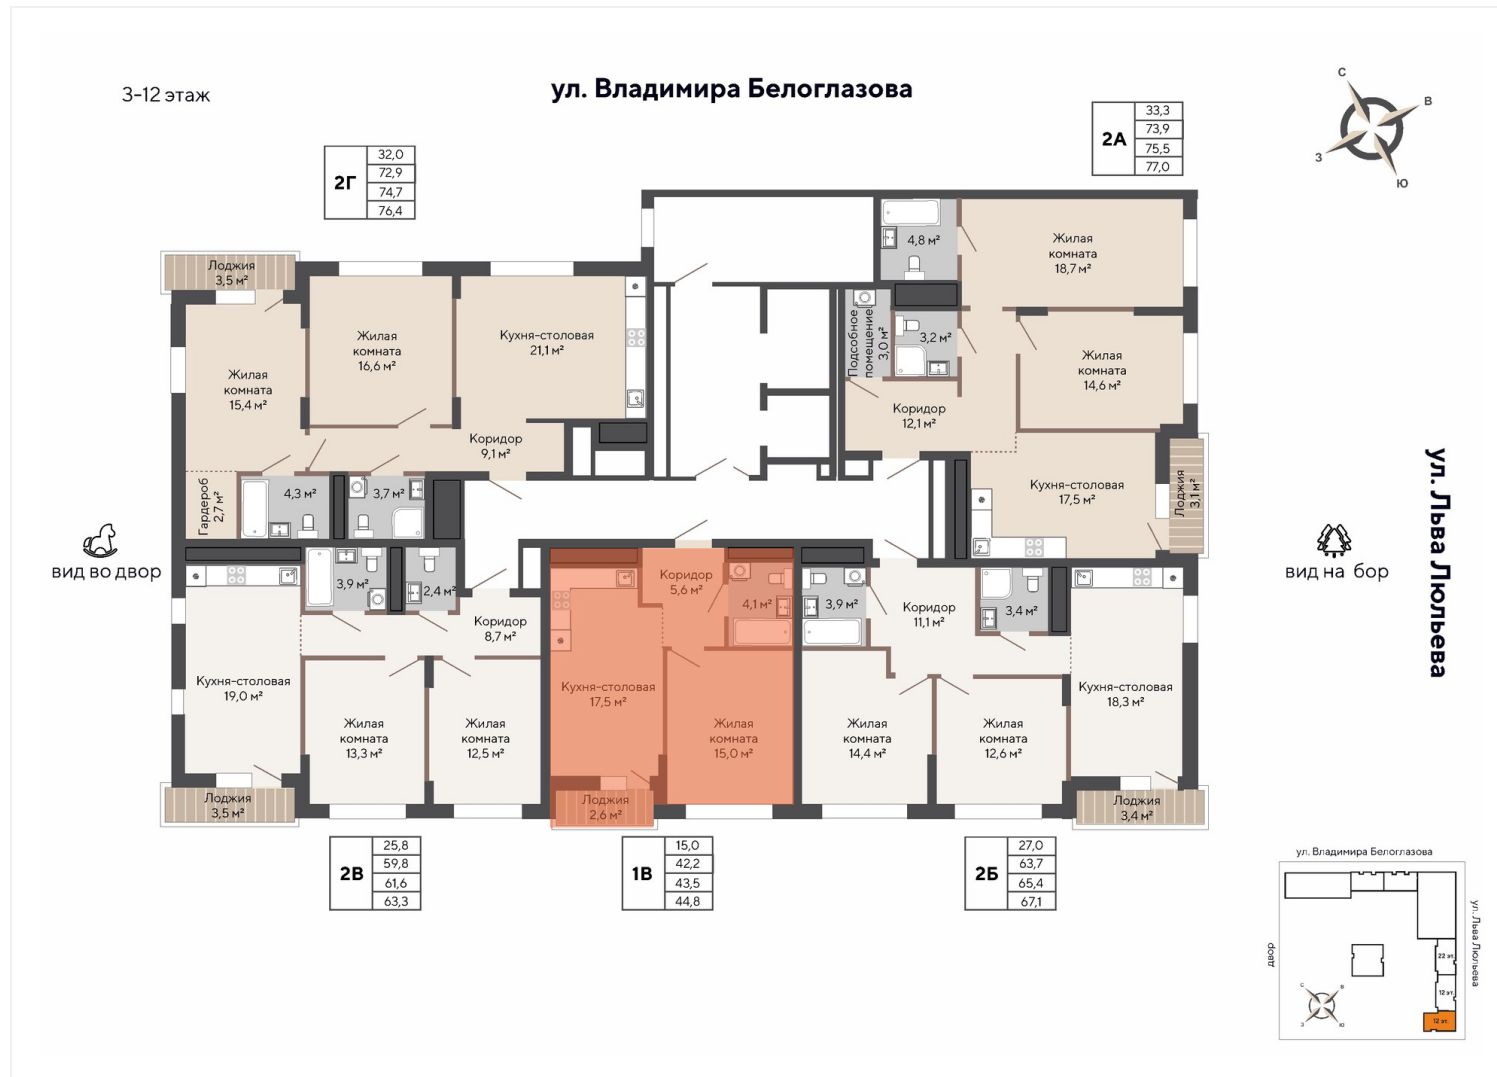 3-12 этаж
ул. Владимира Белоглазова
С
В
З
Ю
2А
33,3
73,9
75,5
77,0
2Г
32,0
72,9
74,7
76,4
Лоджия
3,5 м²
Жилая
комната
15,4 м²
Жилая
комната
16,6 м²
Кухня-столовая
21,1 м²
Коридор
9,1 м²
Гардероб
2,7 м²
4,3 м²
3,7 м²
4,8 м²
Жилая
комната
18,7 м²
Подсобное
помещение
3,0 м²
3,2 м²
Жилая
комната
14,6 м²
Коридор
12,1 м²
Кухня-столовая
17,5 м²
Лоджия
3,1 м²
ул. Льва Люльева
вид во двор
вид на бор
3,9 м²
2,4 м²
Коридор
8,7 м²
Кухня-столовая
19,0 м²
Жилая
комната
13,3 м²
Жилая
комната
12,5 м²
Лоджия
3,5 м²
Коридор
5,6 м²
4,1 м²
Кухня-столовая
17,5 м²
Жилая
комната
15,0 м²
Лоджия
2,6 м²
3,9 м²
Коридор
11,1 м²
3,4 м²
Кухня-столовая
18,3 м²
Жилая
комната
14,4 м²
Жилая
комната
12,6 м²
Лоджия
3,4 м²
2В
25,8
59,8
61,6
63,3
1В
15,0
42,2
43,5
44,8
2Б
27,0
63,7
65,4
67,1
ул. Владимира Белоглазова
ул. Льва Люльева
двор
22 эт.
12 эт.
12 эт.
С
В
З
Ю